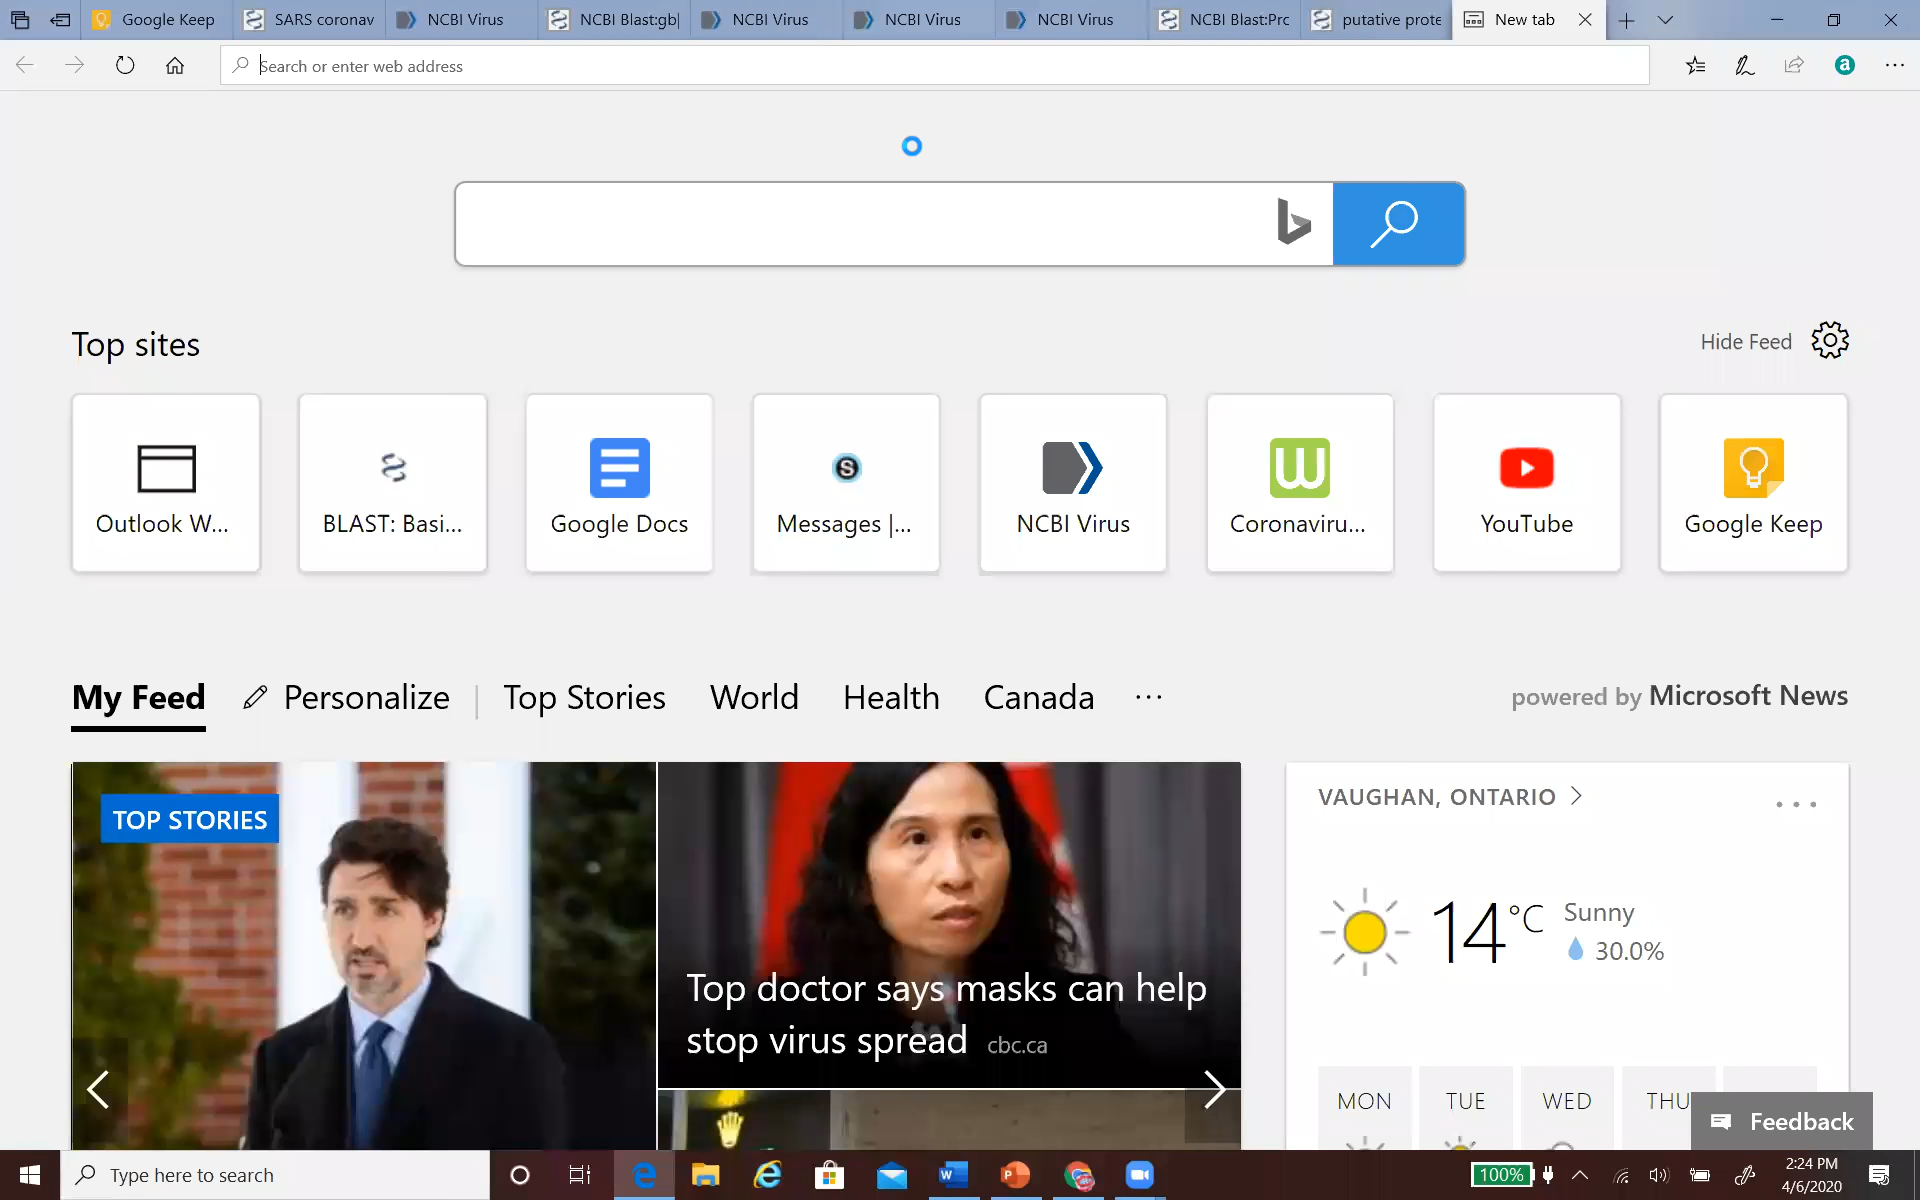 Google Keep
SARS coronav
NCBI Virus
NCBI Blast:gb|
NCBI Virus
NCBI Virus
NCBI Virus
NCBI Blast:Prc
putative prote
New tab
Search or enter web address
a
Top sites
Hide Feed
Outlook W...
BLAST: Basi...
Google Docs
Messages |...
NCBI Virus
Coronaviru...
YouTube
Google Keep
My Feed
Personalize
Top Stories
World
Health
Canada
powered by Microsoft News
TOP STORIES
Top doctor says masks can help
stop virus spread cbc.ca
VAUGHAN, ONTARIO
14°C
Sunny
30.0%
MON
TUE
WED
THU
Feedback
Type here to search
100%
2:24 PM
4/6/2020